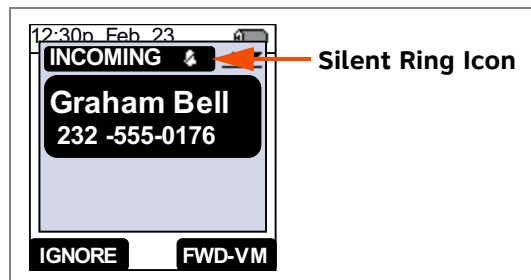 12:30p Feb 23
INCOMING
Silent Ring Icon
Graham Bell
232 -555-0176
IGNORE FWD-VM